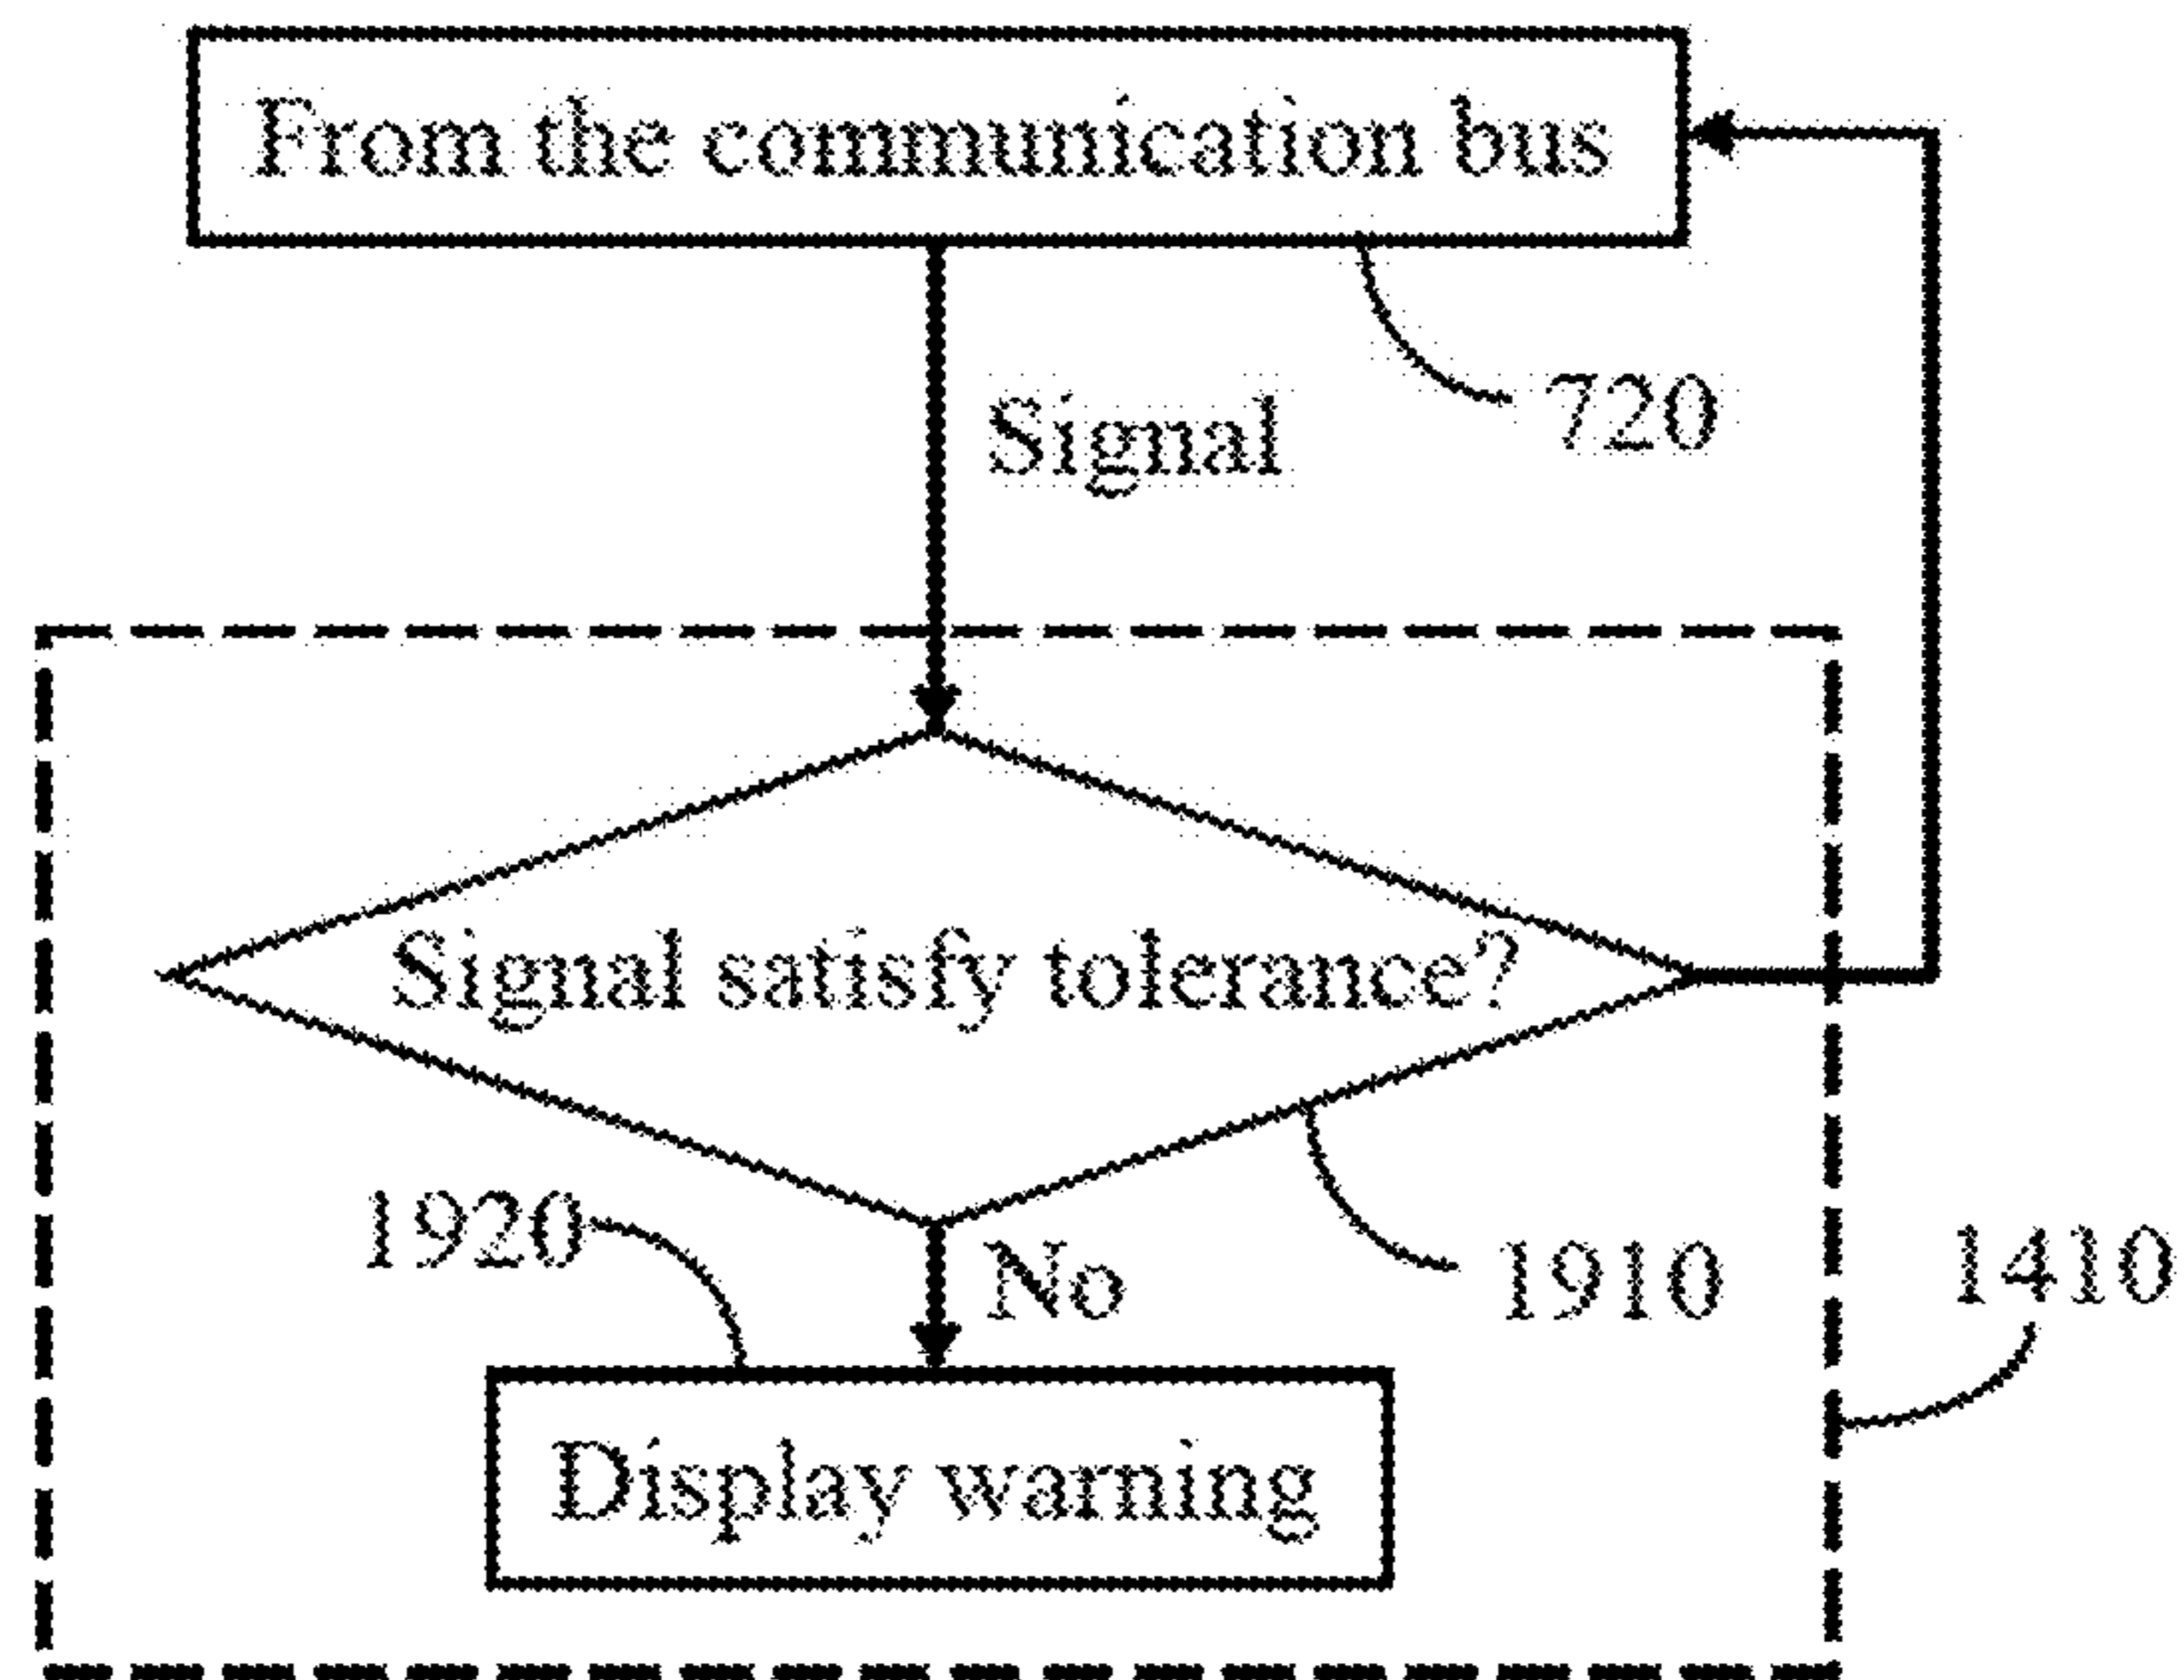 From the communication bus
Signal
720
Signal satisfy tolerance?
1920
No
1910
1410
Display warning